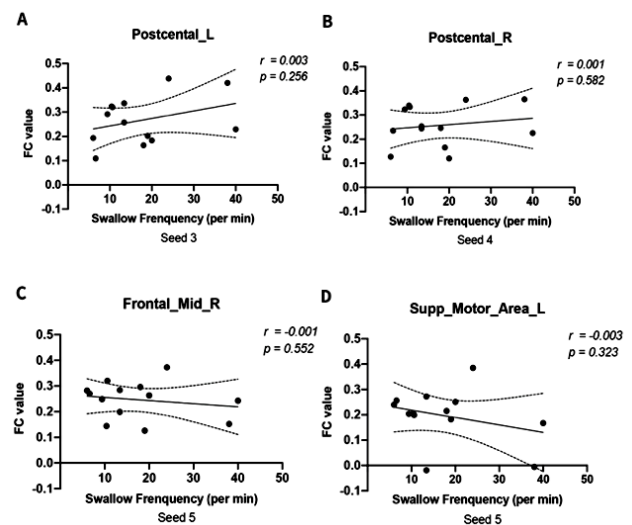 A
Postcental_L
r = 0.003
p = 0.256
0.5
0.4
0.3
0.2
0.1
0.0
-0.1
FC value
10
20
30
40
50
Swallow Frenquency (per min)
Seed 3
B
Postcental_R
r = 0.001
p = 0.582
0.5
0.4
0.3
0.2
0.1
0.0
-0.1
FC value
10
20
30
40
50
Swallow Frenquency (per min)
Seed 4
C
Frontal_Mid_R
r = -0.001
p = 0.552
0.5
0.4
0.3
0.2
0.1
0.0
-0.1
FC value
10
20
30
40
50
Swallow Frenquency (per min)
Seed 5
D
Supp_Motor_Area_L
r = -0.003
p = 0.323
0.5
0.4
0.3
0.2
0.1
0.0
-0.1
FC value
10
20
30
40
50
Swallow Frenquency (per min)
Seed 5